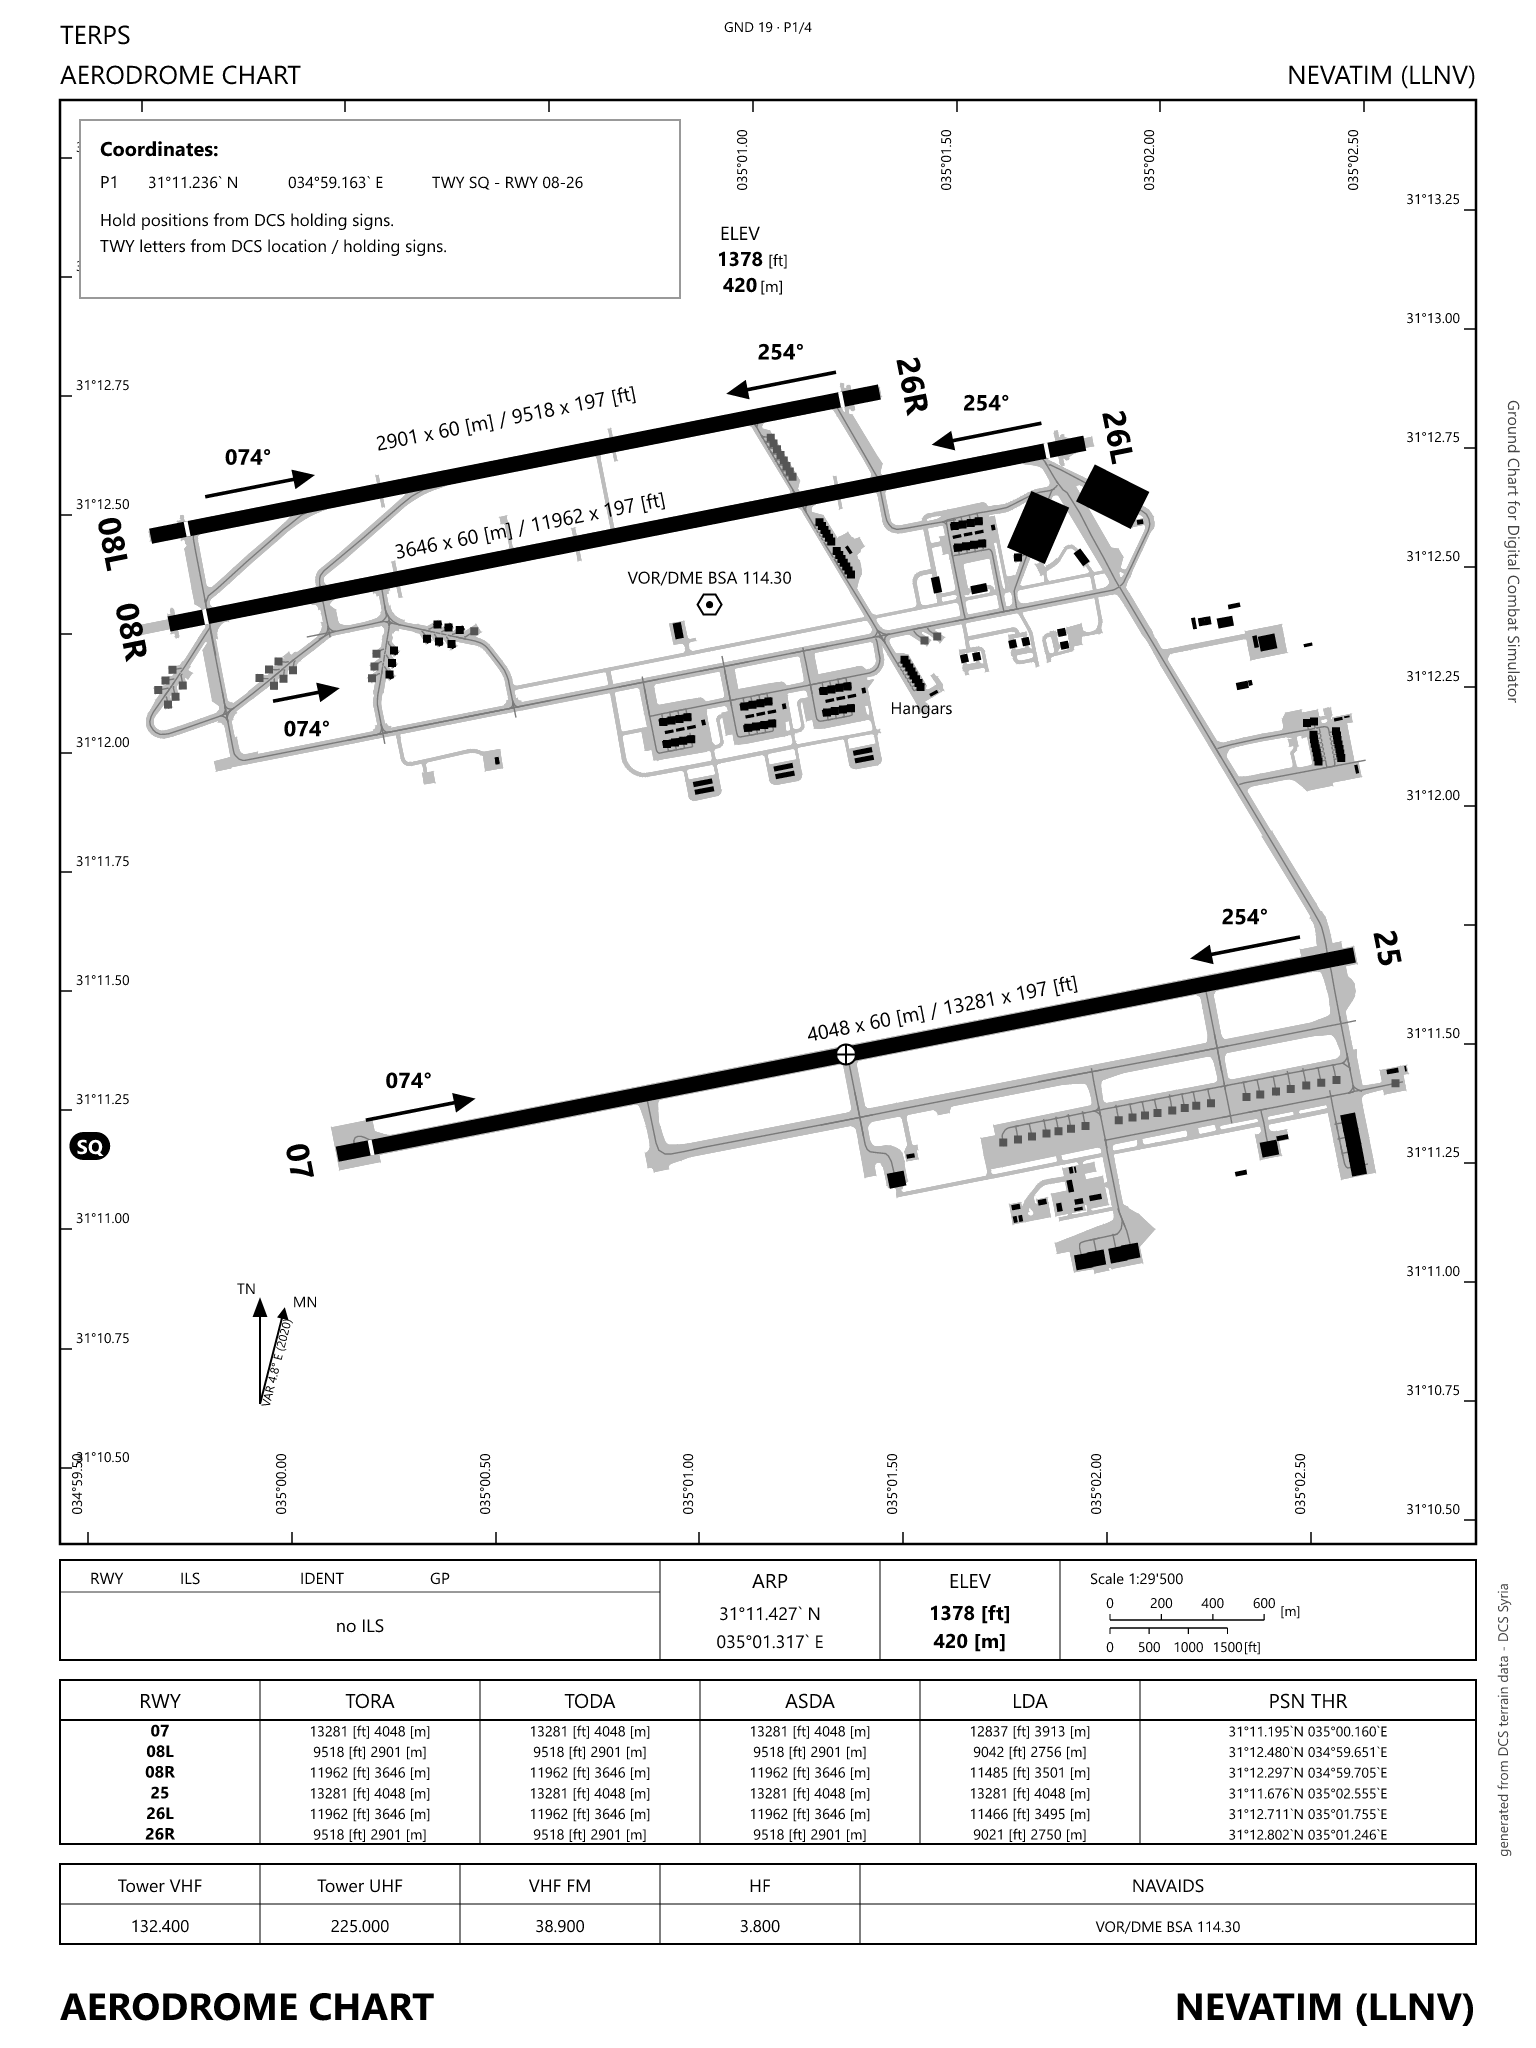 GND 19 · P1/4
TERPS
AERODROME CHART
NEVATIM (LLNV)
Coordinates:
P1 31°11.236` N 034°59.163` E TWY SQ - RWY 08-26
Hold positions from DCS holding signs.
TWY letters from DCS location / holding signs.
ELEV
1378 [ft]
420 [m]
035°01.00
035°01.50
035°02.00
035°02.50
31°13.25
31°13.00
31°12.75
31°12.50
31°12.25
31°12.00
31°11.50
31°11.25
31°11.00
31°10.75
31°10.50
31°12.75
31°12.50
31°12.00
31°11.75
31°11.50
31°11.25
31°11.00
31°10.75
31°10.50
254°
26R
254°
26L
2901 x 60 [m] / 9518 x 197 [ft]
074°
08L
3646 x 60 [m] / 11962 x 197 [ft]
VOR/DME BSA 114.30
08R
074°
Hangars
254°
25
4048 x 60 [m] / 13281 x 197 [ft]
074°
SQ
07
TN
MN
VAR 4.8° E (2020)
034°59.50
035°00.00
035°00.50
035°01.00
035°01.50
035°02.00
035°02.50
Ground Chart for Digital Combat Simulator
RWY ILS IDENT GP
no ILS
ARP
31°11.427` N
035°01.317` E
ELEV
1378 [ft]
420 [m]
Scale 1:29'500
0 200 400 600 [m]
0 500 1000 1500[ft]
RWY TORA TODA ASDA LDA PSN THR
07 13281 [ft] 4048 [m] 13281 [ft] 4048 [m] 13281 [ft] 4048 [m] 12837 [ft] 3913 [m] 31°11.195`N 035°00.160`E
08L 9518 [ft] 2901 [m] 9518 [ft] 2901 [m] 9518 [ft] 2901 [m] 9042 [ft] 2756 [m] 31°12.480`N 034°59.651`E
08R 11962 [ft] 3646 [m] 11962 [ft] 3646 [m] 11962 [ft] 3646 [m] 11485 [ft] 3501 [m] 31°12.297`N 034°59.705`E
25 13281 [ft] 4048 [m] 13281 [ft] 4048 [m] 13281 [ft] 4048 [m] 13281 [ft] 4048 [m] 31°11.676`N 035°02.555`E
26L 11962 [ft] 3646 [m] 11962 [ft] 3646 [m] 11962 [ft] 3646 [m] 11466 [ft] 3495 [m] 31°12.711`N 035°01.755`E
26R 9518 [ft] 2901 [m] 9518 [ft] 2901 [m] 9518 [ft] 2901 [m] 9021 [ft] 2750 [m] 31°12.802`N 035°01.246`E
generated from DCS terrain data - DCS Syria
Tower VHF Tower UHF VHF FM HF NAVAIDS
132.400 225.000 38.900 3.800 VOR/DME BSA 114.30
AERODROME CHART
NEVATIM (LLNV)